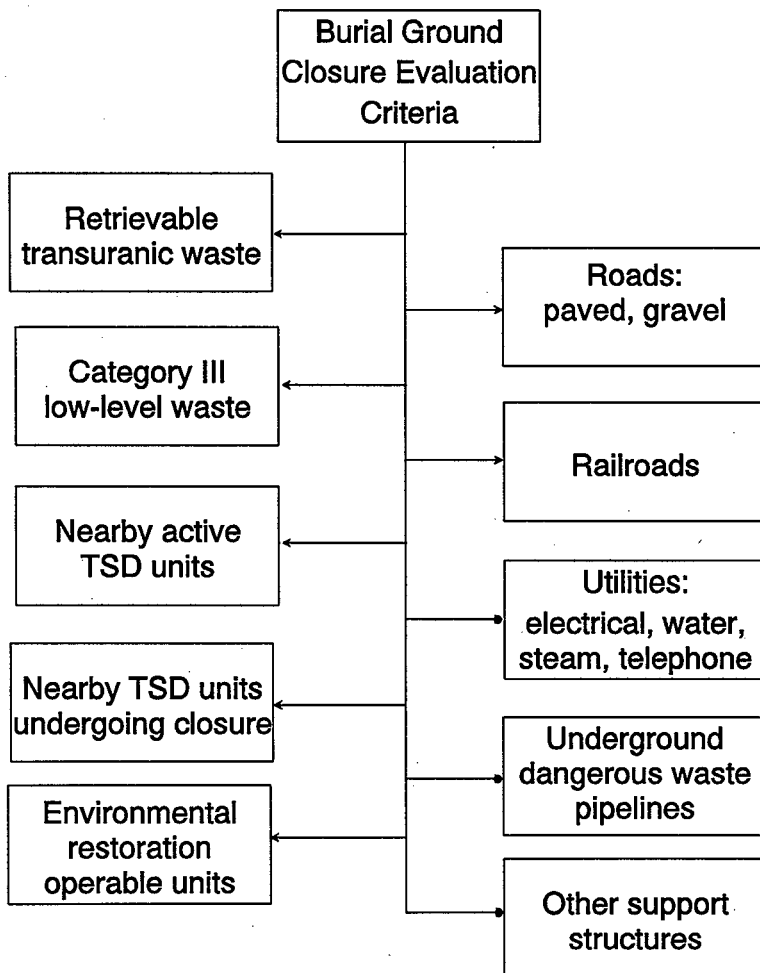 Burial Ground
Closure Evaluation
Criteria
Retrievable
transuranic waste
Category III
low-level waste
Nearby active
TSD units
Nearby TSD units
undergoing closure
Environmental
restoration
operable units
Roads:
paved, gravel
Railroads
Utilities:
electrical, water,
steam, telephone
Underground
dangerous waste
pipelines
Other support
structures